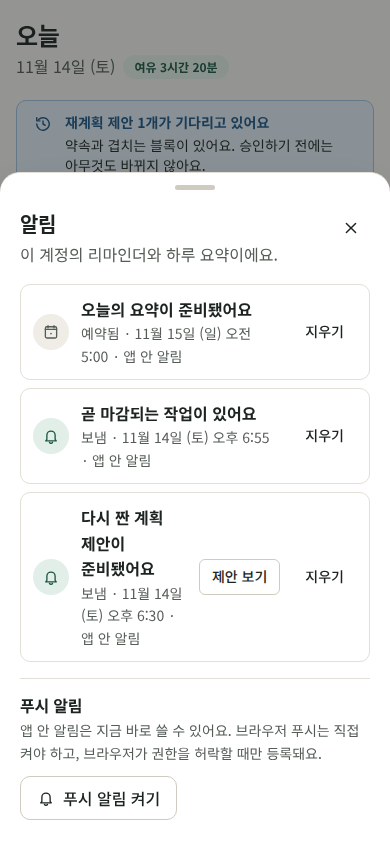 오늘
11월 14일 (토) 여유 3시간 20분
재계획 제안 1개가 기다리고 있어요
약속과 겹치는 블록이 있어요. 승인하기 전에는
아무것도 바뀌지 않아요.
알림
이 계정의 리마인더와 하루 요약이에요.
오늘의 요약이 준비됐어요
예약됨 · 11월 15일 (일) 오전
5:00 · 앱 안 알림
지우기
곧 마감되는 작업이 있어요
보냄 · 11월 14일 (토) 오후 6:55
· 앱 안 알림
지우기
다시 짠 계획
제안이
준비됐어요
보냄 · 11월 14일
(토) 오후 6:30 ·
앱 안 알림
제안 보기
지우기
푸시 알림
앱 안 알림은 지금 바로 쓸 수 있어요. 브라우저 푸시는 직접
켜야 하고, 브라우저가 권한을 허락할 때만 등록돼요.
푸시 알림 켜기